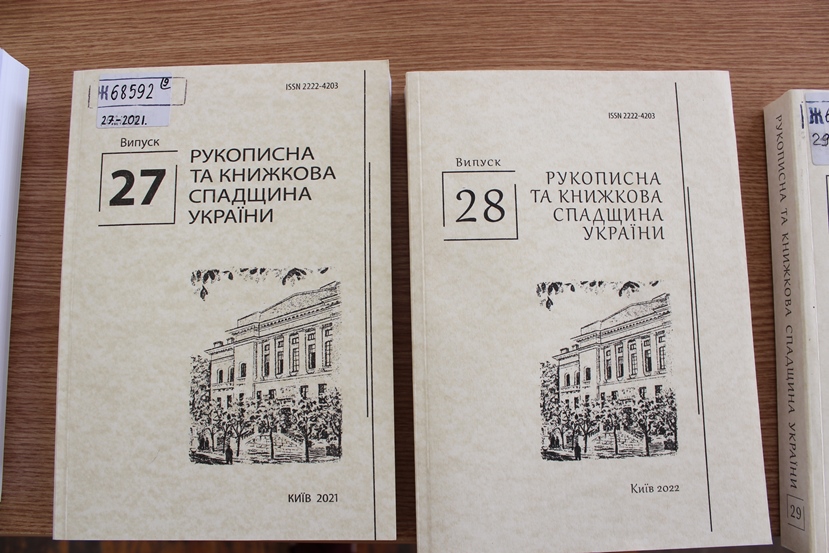 Ж68592
27.-2021.
ISSN 2222-4203
Випуск
27
РУКОПИСНА
ТА КНИЖКОВА
СПАДЩИНА
УКРАЇНИ
КИЇВ 2021
ISSN 2222-4203
Випуск
28
РУКОПИСНА
ТА КНИЖКОВА
СПАДЩИНА
УКРАЇНИ
Київ 2022
РУКОПИСНА ТА КНИЖКОВА СПАДЩИНА УКРАЇНИ
29